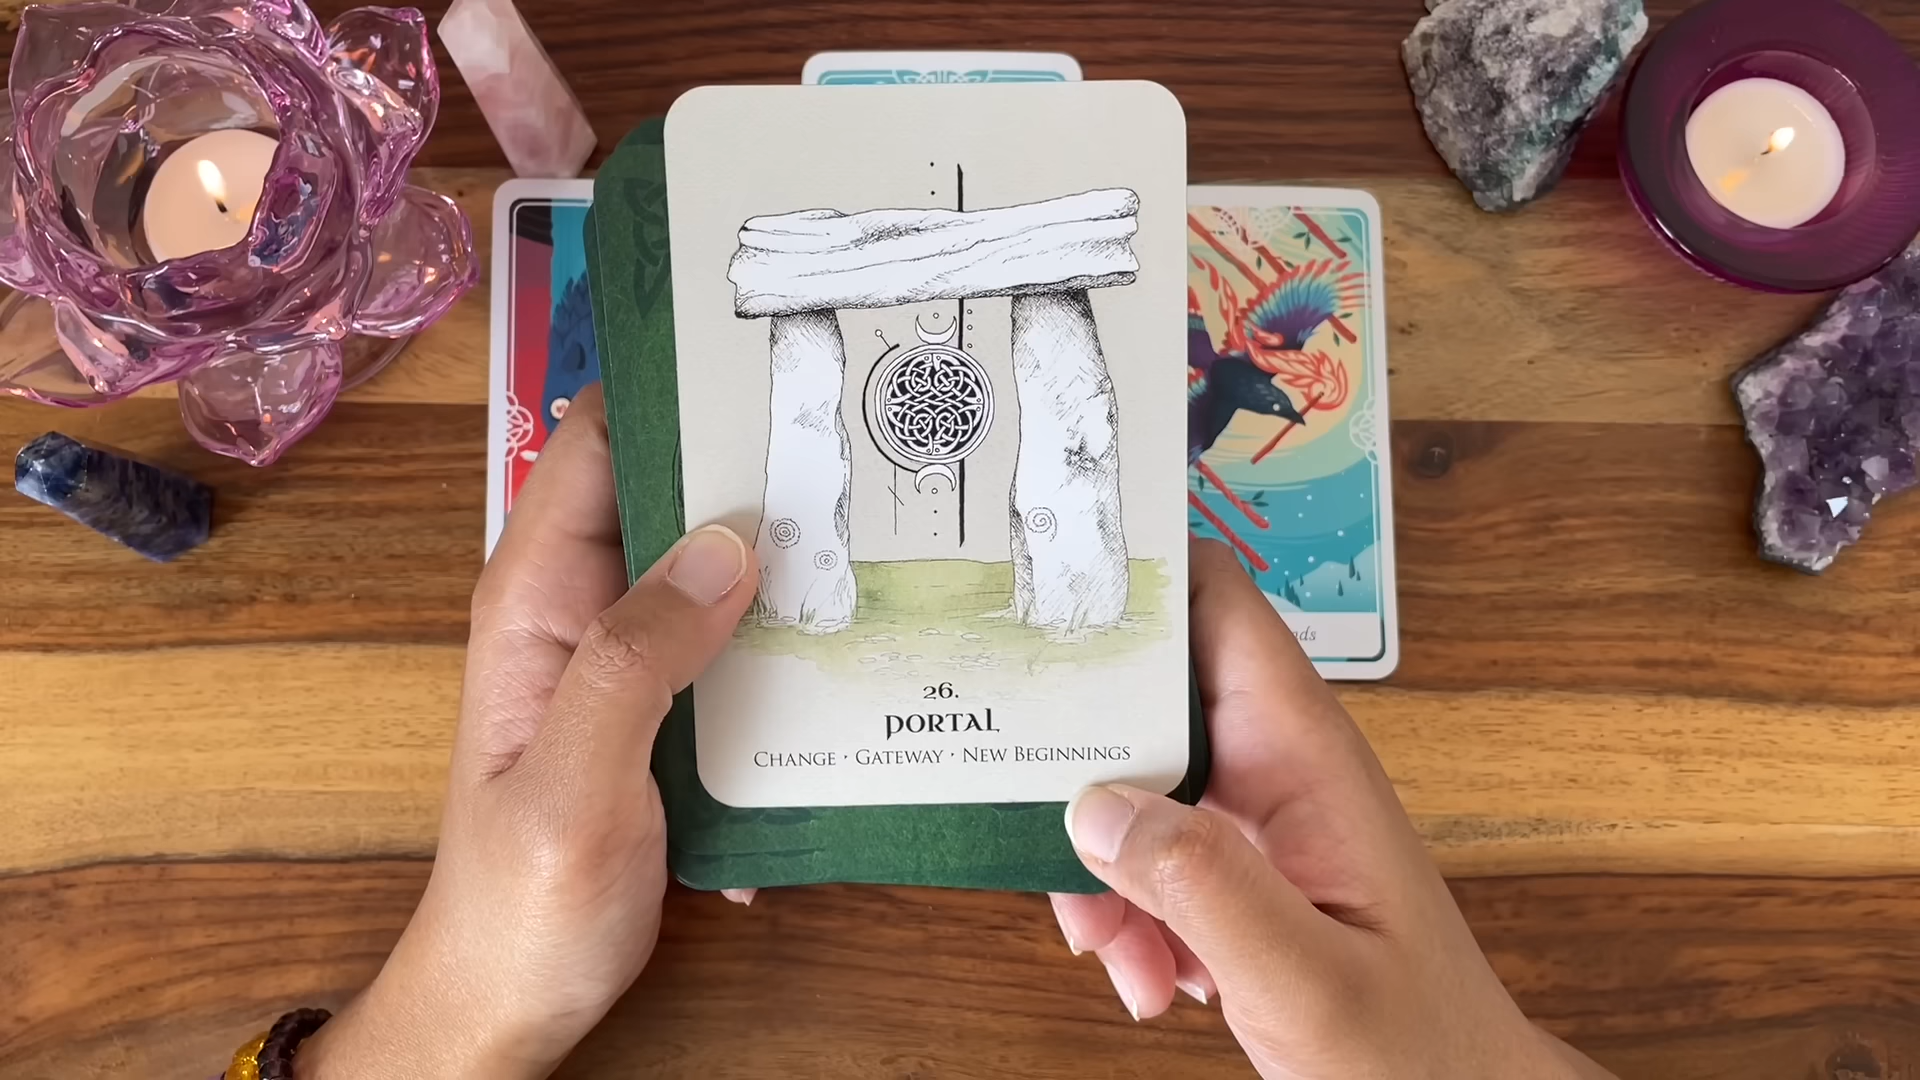 26.
PORTAL
CHANGE · GATEWAY · NEW BEGINNINGS